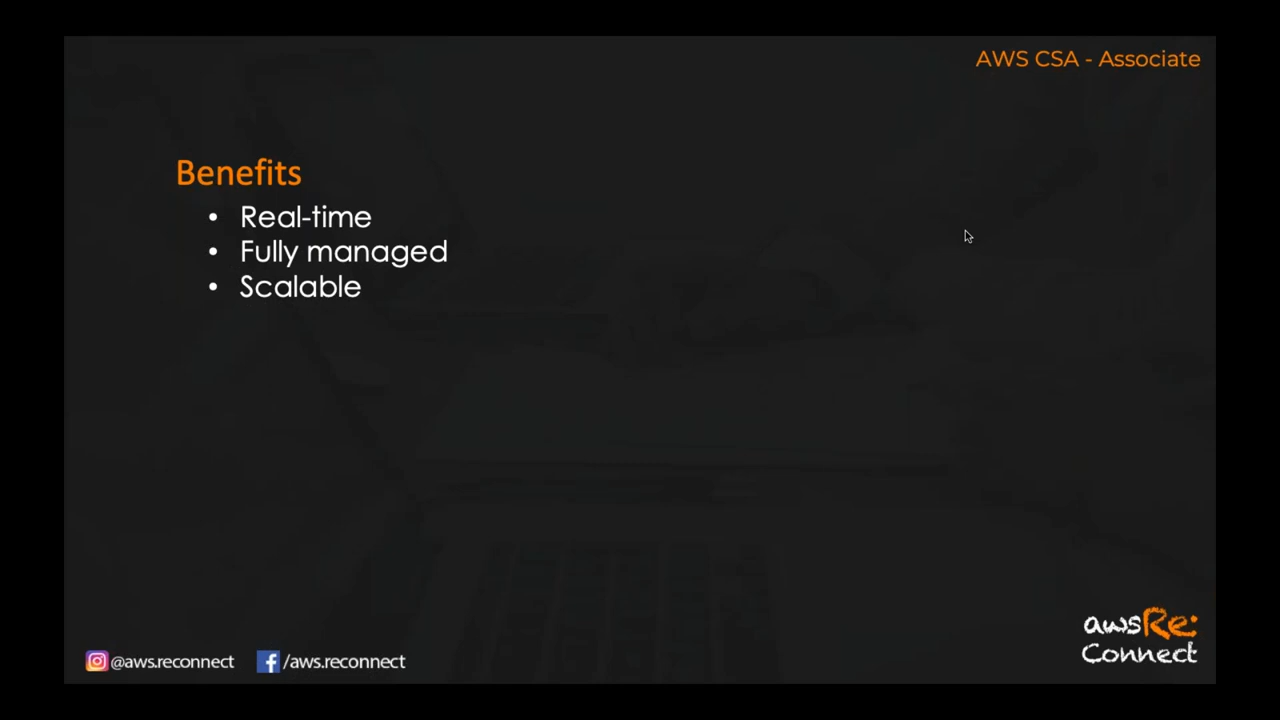 AWS CSA - Associate
Benefits
• Real-time
• Fully managed
• Scalable
awsRe:
Connect
@aws.reconnect
/aws.reconnect